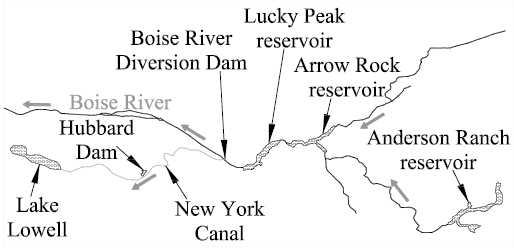 Lucky Peak
reservoir
Boise River
Diversion Dam
Arrow Rock
reservoir
Boise River
Hubbard
Dam
Anderson Ranch
reservoir
Lake
Lowell
New York
Canal